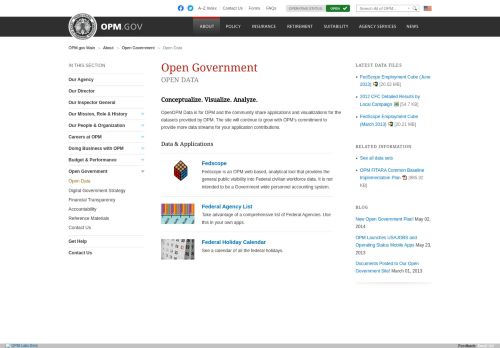 A-Z Index Contact Us Forms FAQs OPERATING STATUS OPEN Search All of OPM...
OPM.GOV
ABOUT POLICY INSURANCE RETIREMENT SUITABILITY AGENCY SERVICES NEWS
OPM.gov Main About Open Government Open Data
IN THIS SECTION
Our Agency
Our Director
Our Inspector General
Our Mission, Role & History
Our People & Organization
Careers at OPM
Doing Business with OPM
Budget & Performance
Open Government
Open Data
Digital Government Strategy
Financial Transparency
Accountability
Reference Materials
Contact Us
Get Help
Contact Us
Open Government
OPEN DATA
Conceptualize. Visualize. Analyze.
OpenOPM Data is for OPM and the community share applications and visualizations for the
datasets provided by OPM. The site will continue to grow with OPM's commitment to
provide more data streams for your application contributions.
Data & Applications
Fedscope
Fedscope is an OPM web-based, analytical tool that provides the
general public visibility into Federal civilian workforce data. It is not
intended to be a Government wide personnel accounting system.
Federal Agency List
Take advantage of a comprehensive list of Federal Agencies. Use
this in your own apps.
Federal Holiday Calendar
See a calendar of all the federal holidays.
LATEST DATA FILES
FedScope Employment Cube (June
2013) [20.62 MB]
2012 CFC Detailed Results by
Local Campaign [54.7 KB]
FedScope Employment Cube
(March 2013) [20.21 MB]
RELATED INFORMATION
See all data sets
OPM FITARA Common Baseline
Implementation Plan KB]
BLOG
New Open Government Plan! May 02,
2014
OPM Launches USAJOBS and
Operating Status Mobile Apps May 23,
2013
Documents Posted to Our Open
Government Site! March 01, 2013
OPM Labs Beta
Feedback